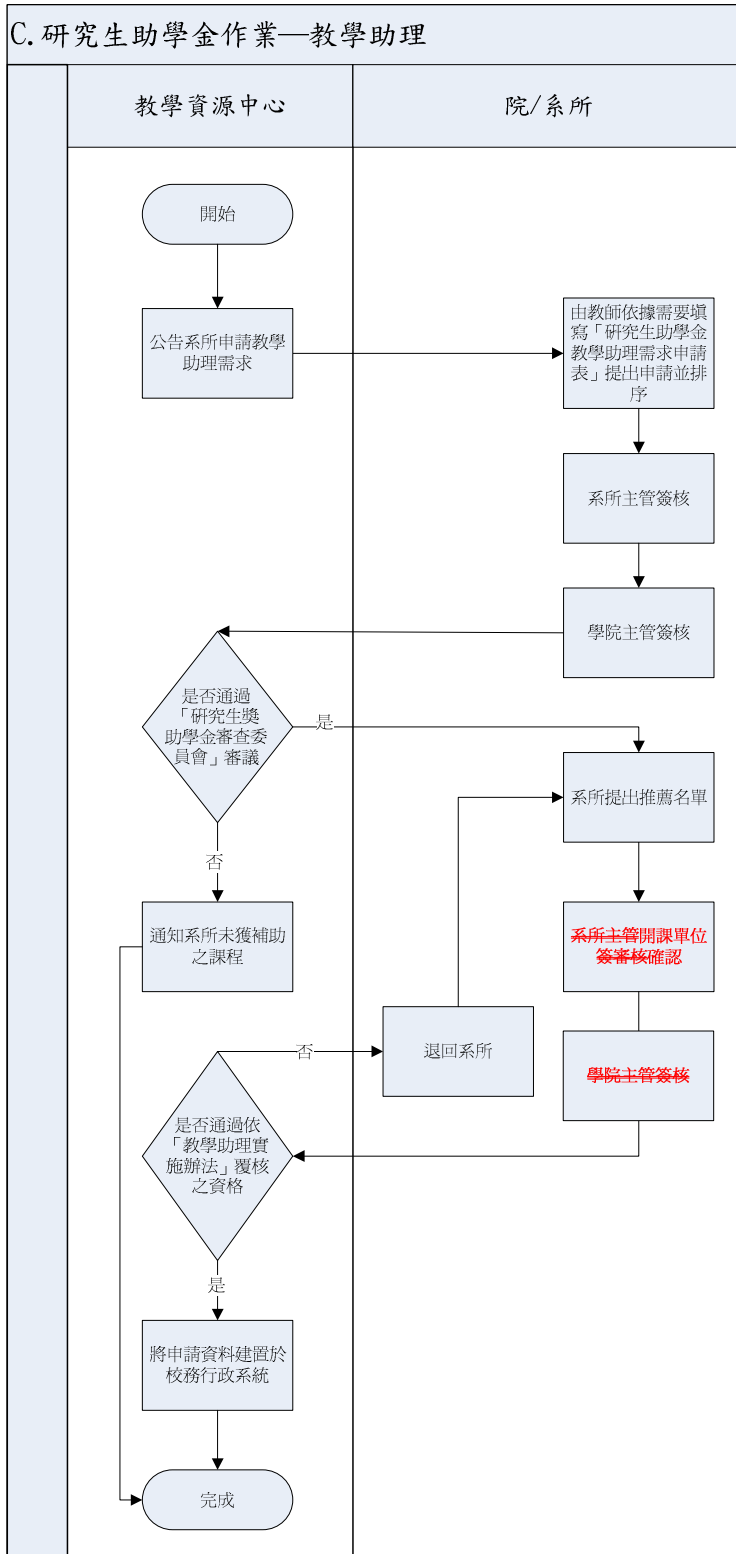 C.研究生助學金作業—教學助理
教學資源中心
院/系所
開始
公告系所申請教學
助理需求
由教師依據需要填
寫「研究生助學金
教學助理需求申請
表」提出申請並排
序
系所主管簽核
學院主管簽核
是否通過
「研究生獎
助學金審查委
員會」審議
是
否
系所提出推薦名單
通知系所未獲補助
之課程
系所主管開課單位
簽審核確認
退回系所
學院主管簽核
否
是否通過依
「教學助理實
施辦法」覆核
之資格
是
將申請資料建置於
校務行政系統
完成